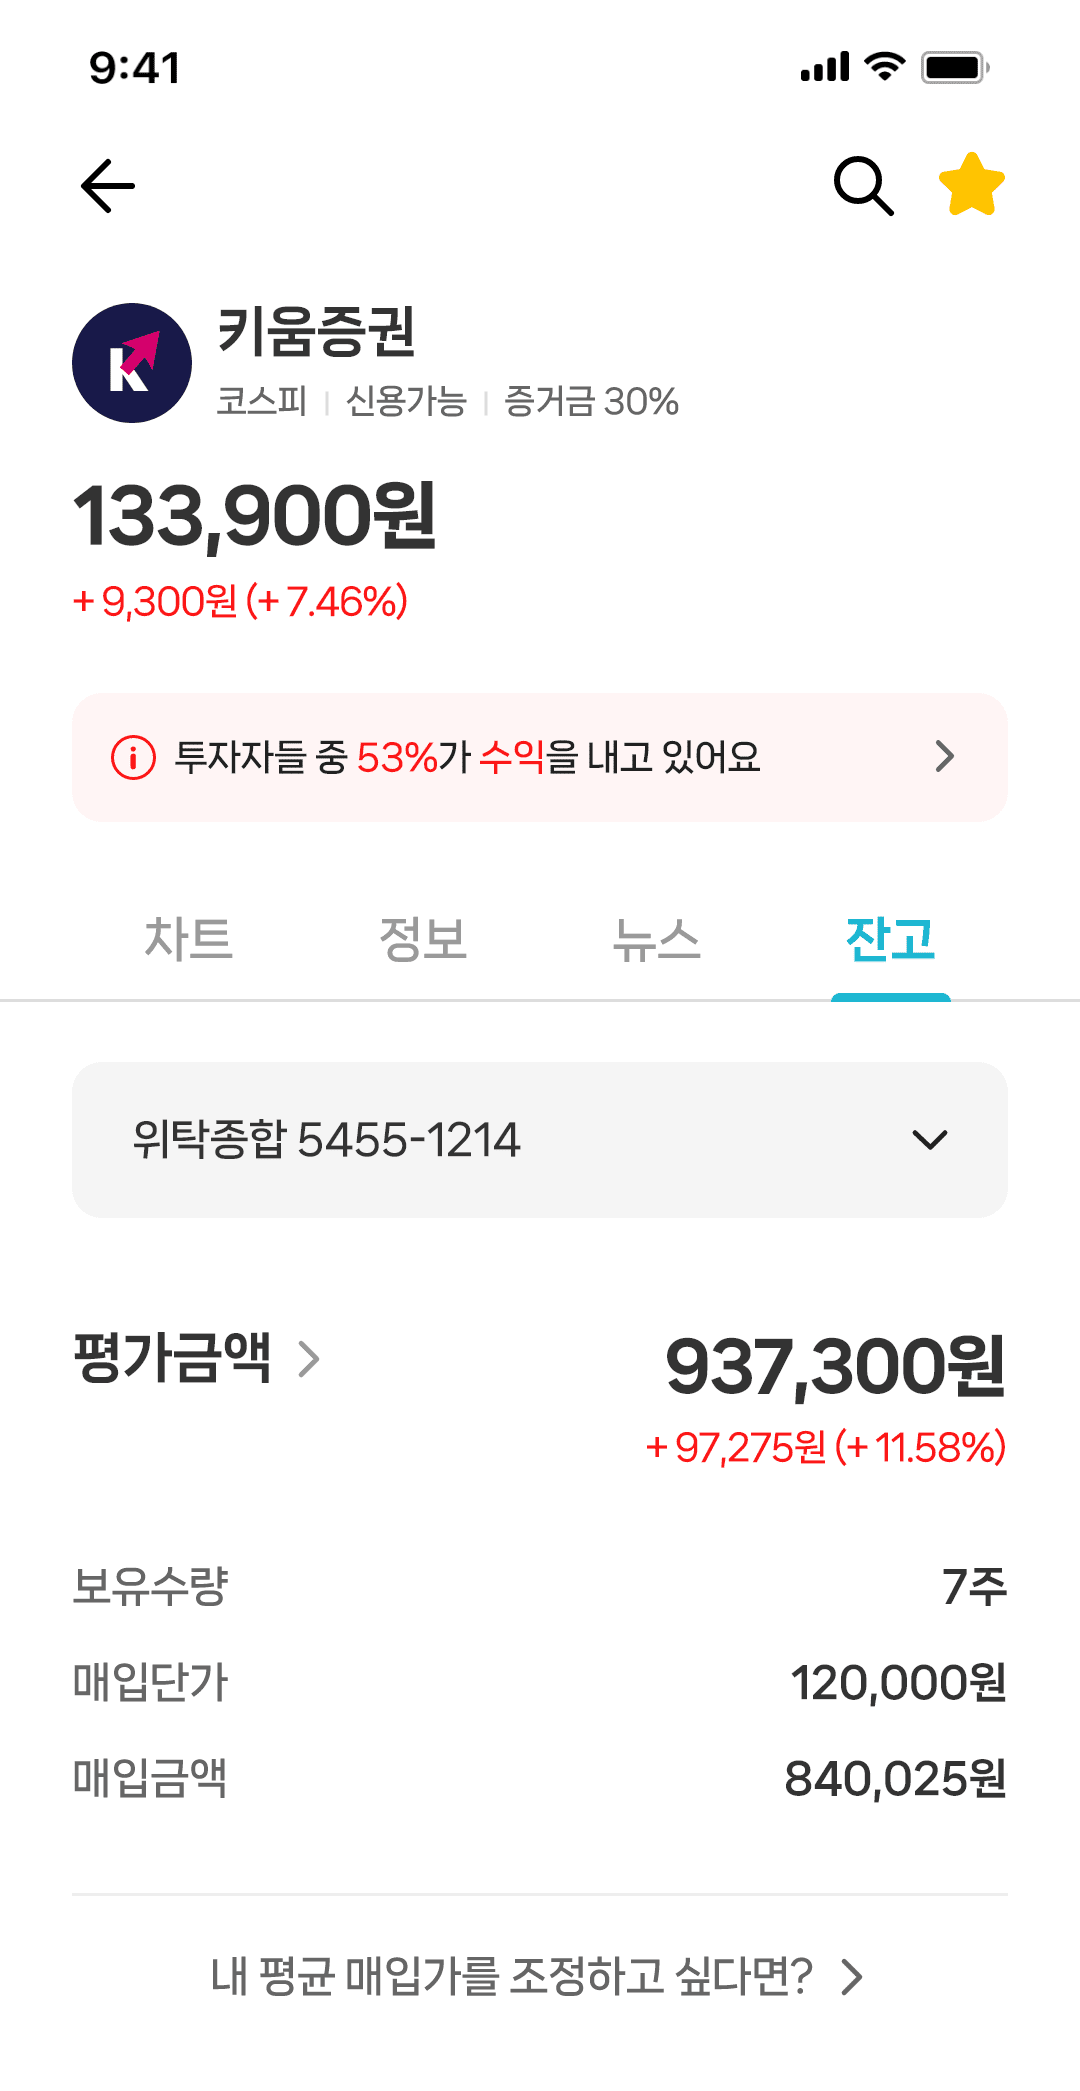 9:41
키움증권
코스피 | 신용가능 | 증거금 30%
133,900원
+ 9,300원 (+ 7.46%)
투자자들 중 53%가 수익을 내고 있어요
차트 정보 뉴스 잔고
위탁종합 5455-1214
평가금액 937,300원
+ 97,275원 (+ 11.58%)
보유수량 7주
매입단가 120,000원
매입금액 840,025원
내 평균 매입가를 조정하고 싶다면?